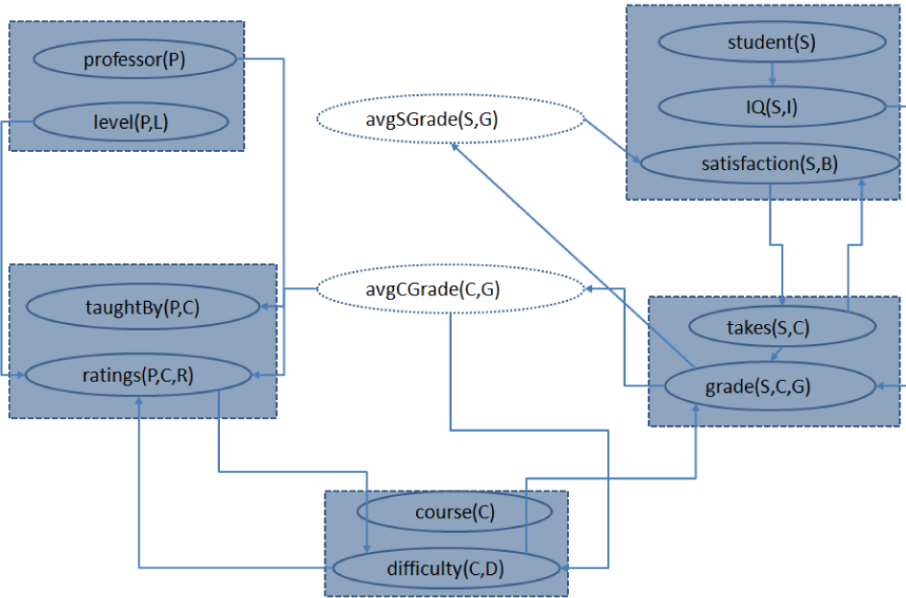 professor(P)
level(P,L)
avgSGrade(S,G)
student(S)
IQ(S,I)
satisfaction(S,B)
taughtBy(P,C)
ratings(P,C,R)
avgCGrade(C,G)
takes(S,C)
grade(S,C,G)
course(C)
difficulty(C,D)